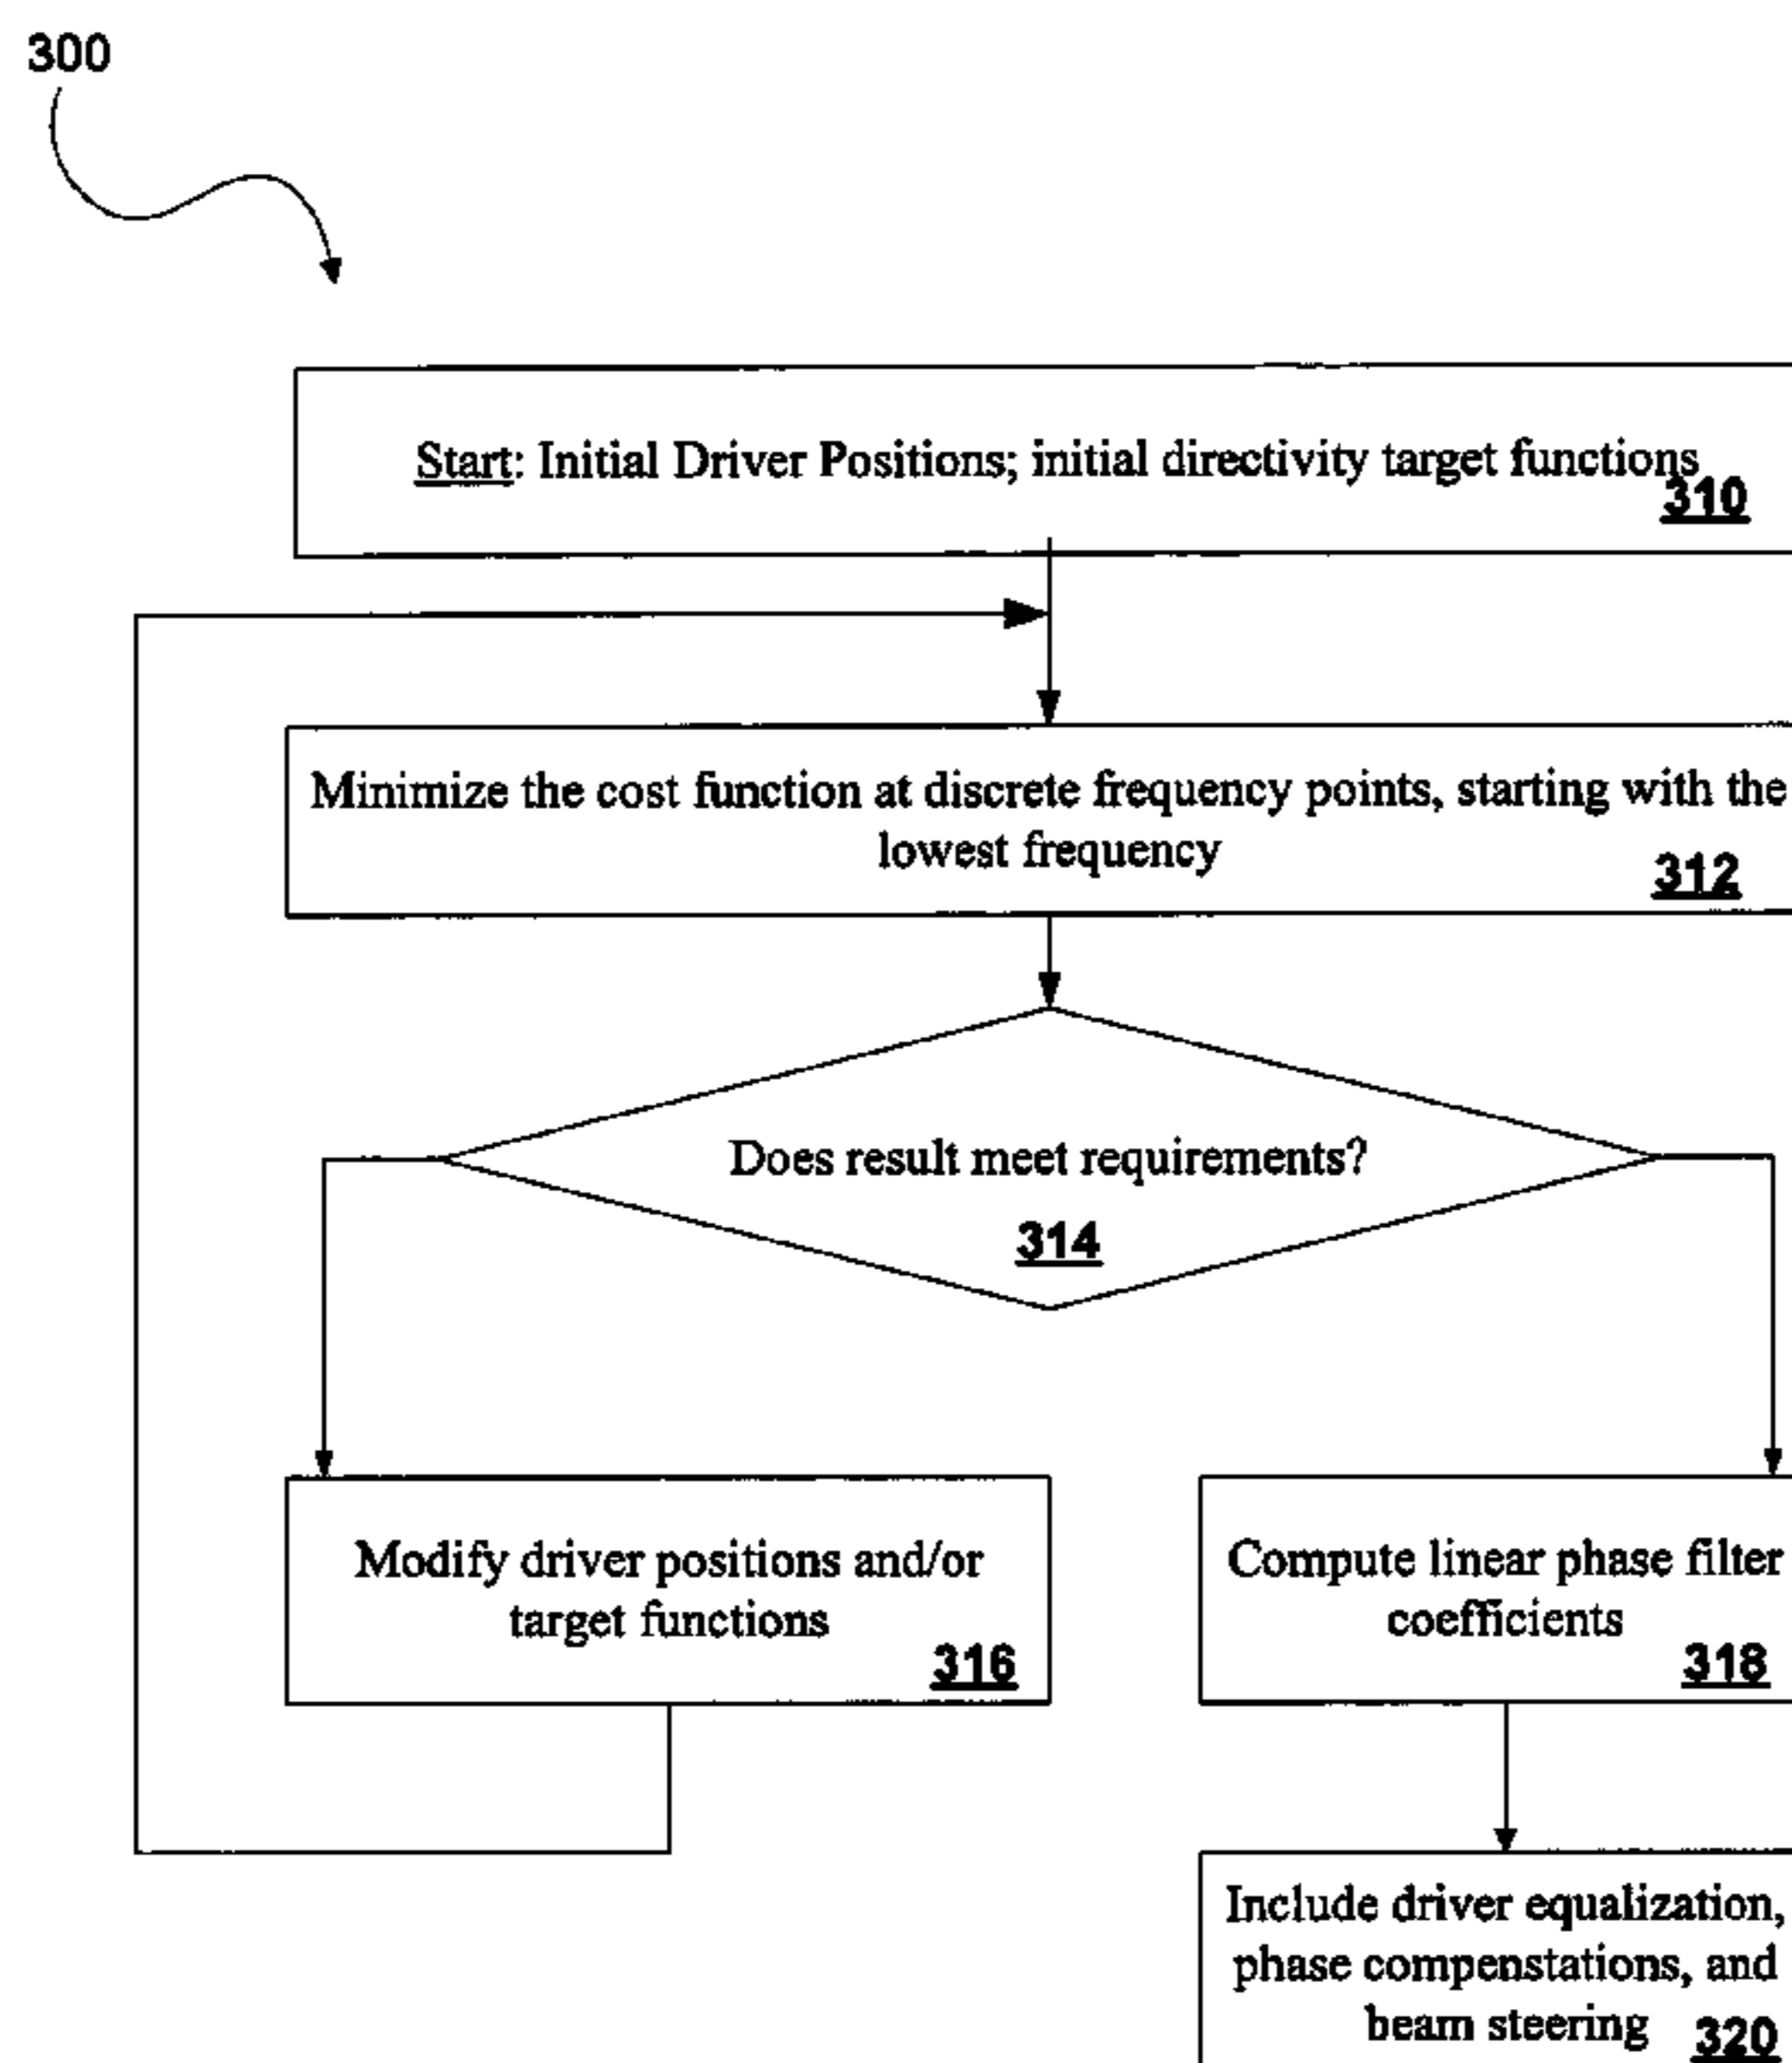 300
Start: Initial Driver Positions; initial directivity target functions
310
Minimize the cost function at discrete frequency points, starting with the
lowest frequency
312
Does result meet requirements?
314
Modify driver positions and/or
target functions
316
Compute linear phase filter
coefficients
318
Include driver equalization,
phase compenstations, and
beam steering 320